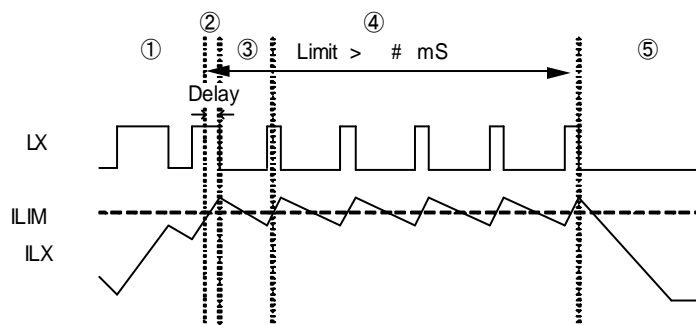 ① ② ③ ④ ⑤
Limit > # mS
Delay
LX
ILIM
ILX